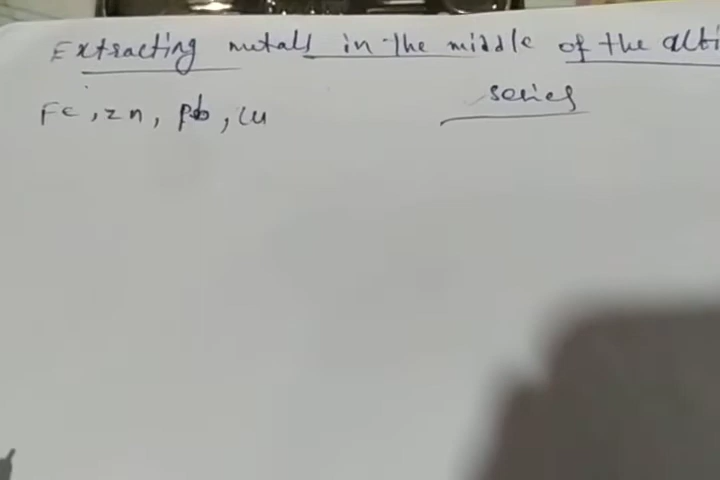 Extracting metals in the middle of the
series
Fe, zn, pb, cu